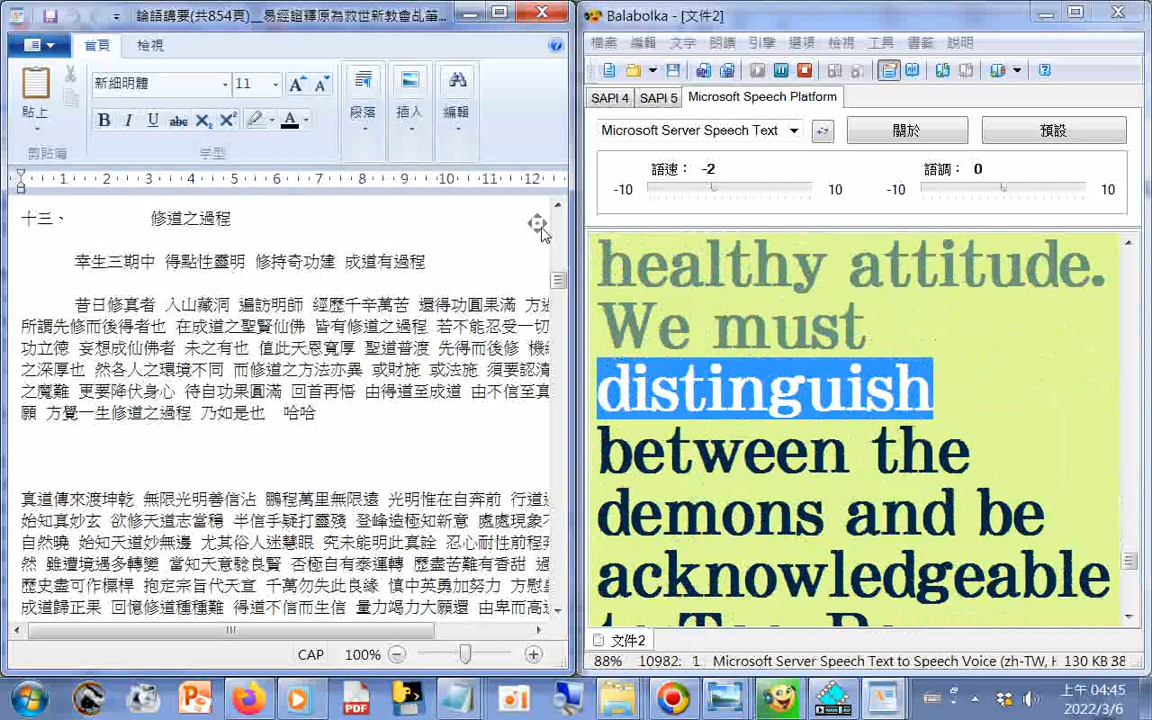 論語講要(共854頁)__易經證釋原為救世新教會乩筆...
首頁 檢視
新細明體 11
貼上
段落 插入 編輯
剪貼簿 字型
1 2 3 4 5 6 7 8 9 10 11 12
十三、 修道之過程
幸生三期中 得點性靈明 修持奇功建 成道有過程
昔日修真者 入山藏洞 遍訪明師 經歷千辛萬苦 還得功圓果滿 方
所謂先修而後得者也 在成道之聖賢仙佛 皆有修道之過程 若不能忍受一切
功立德 妄想成仙佛者 未之有也 值此天恩寬厚 聖道普渡 先得而後修 機
之深厚也 然各人之環境不同 而修道之方法亦異 或財施 或法施 須要認清
之魔難 更要降伏身心 待自功果圓滿 回首再悟 由得道至成道 由不信至真
願 方覺一生修道之過程 乃如是也 哈哈
真道傳來渡坤乾 無限光明善信沾 鵬程萬里無限遠 光明惟在自奔前 行道
始知真妙玄 欲修天道志當穩 半信乎疑打靈殘 登峰造極知新意 處處現象
自然曉 始知天道妙無邊 尤其俗人迷慧眼 究未能明此真詮 忍心耐性前程
然 雖遭境遇多轉變 當知天意騐良賢 否極自有泰運轉 歷盡苦難有香甜
歷史盡可作標桿 抱定宗旨代天宣 千萬勿失此良緣 慎中英勇加努力 方慰
成道歸正果 回憶修道種種難 得道不信而生信 量力竭力大願還 由卑而高
CAP 100%
Balabolka - [文件2]
檔案 編輯 文字 朗讀 引擎 選項 檢視 工具 書籤 說明
SAPI 4 SAPI 5 Microsoft Speech Platform
Microsoft Server Speech Text 關於 預設
語速： -2 語調： 0
-10 10 -10 10
healthy attitude.
We must
distinguish
between the
demons and be
acknowledgeable
文件2
88% 10982: 1 Microsoft Server Speech Text to Speech Voice (zh-TW, 130 KB
上午 04:45
2022/3/6